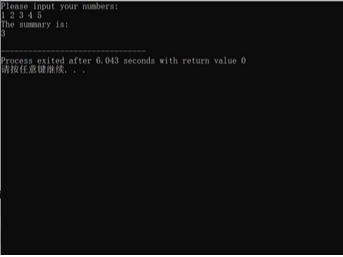 Please input your numbers:
1 2 3 4 5
The summary is:
3
--------------------------------
Process exited after 6.043 seconds with return value 0
请按任意键继续. . .